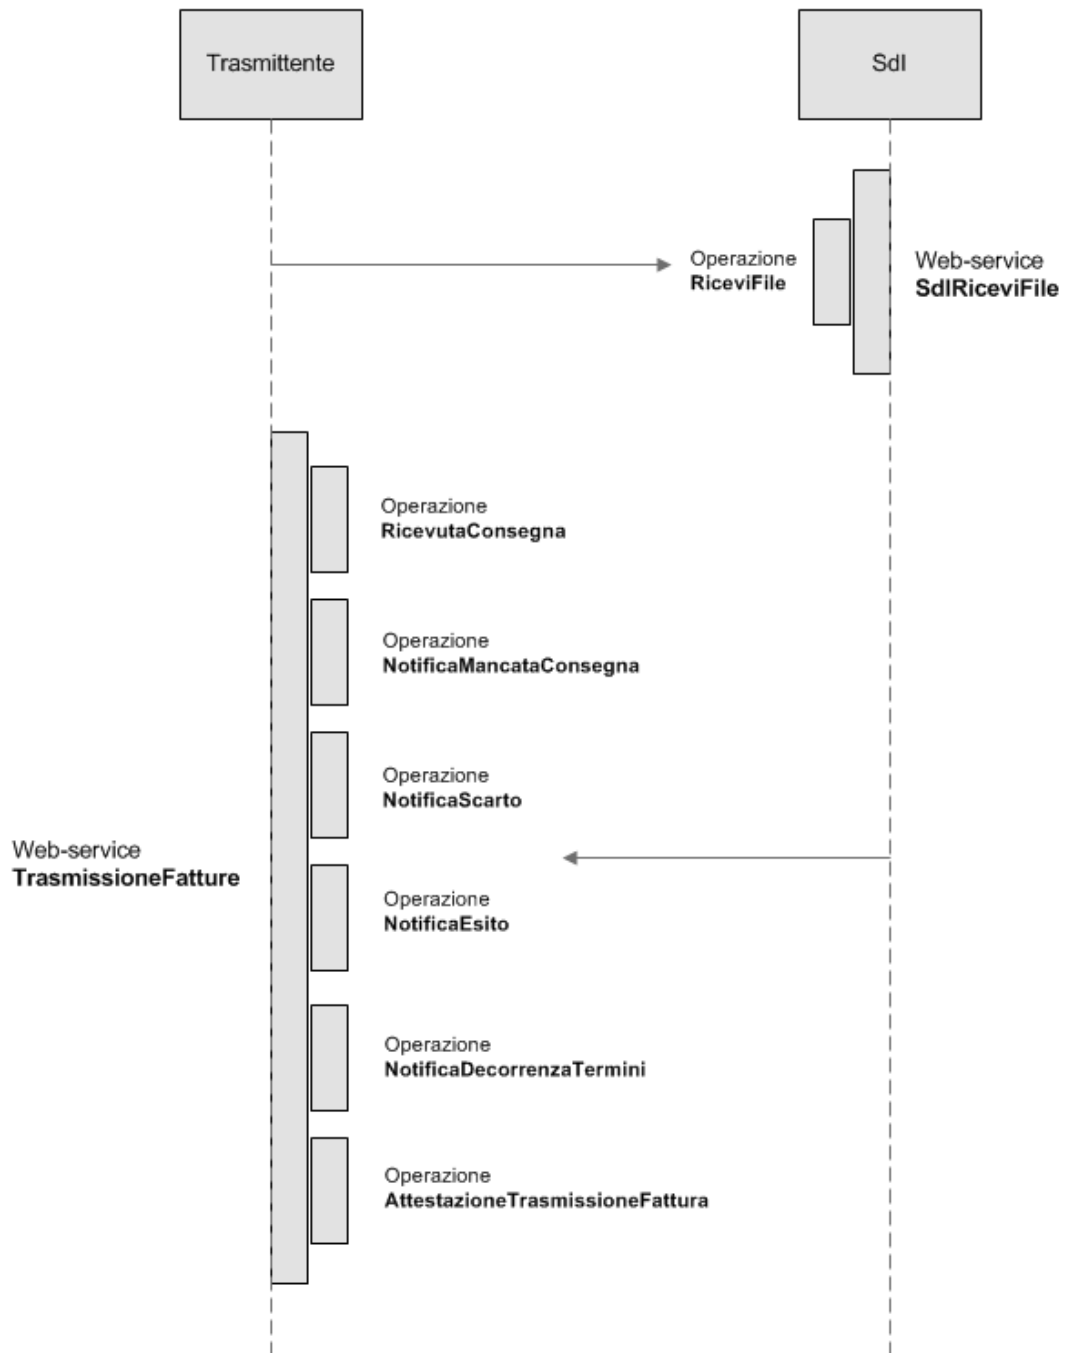 Trasmittente
SdI
Operazione
RiceviFile
Web-service
SdIRiceviFile
Operazione
RicevutaConsegna
Operazione
NotificaMancataConsegna
Operazione
NotificaScarto
Web-service
TrasmissioneFatture
Operazione
NotificaEsito
Operazione
NotificaDecorrenzaTermini
Operazione
AttestazioneTrasmissioneFattura